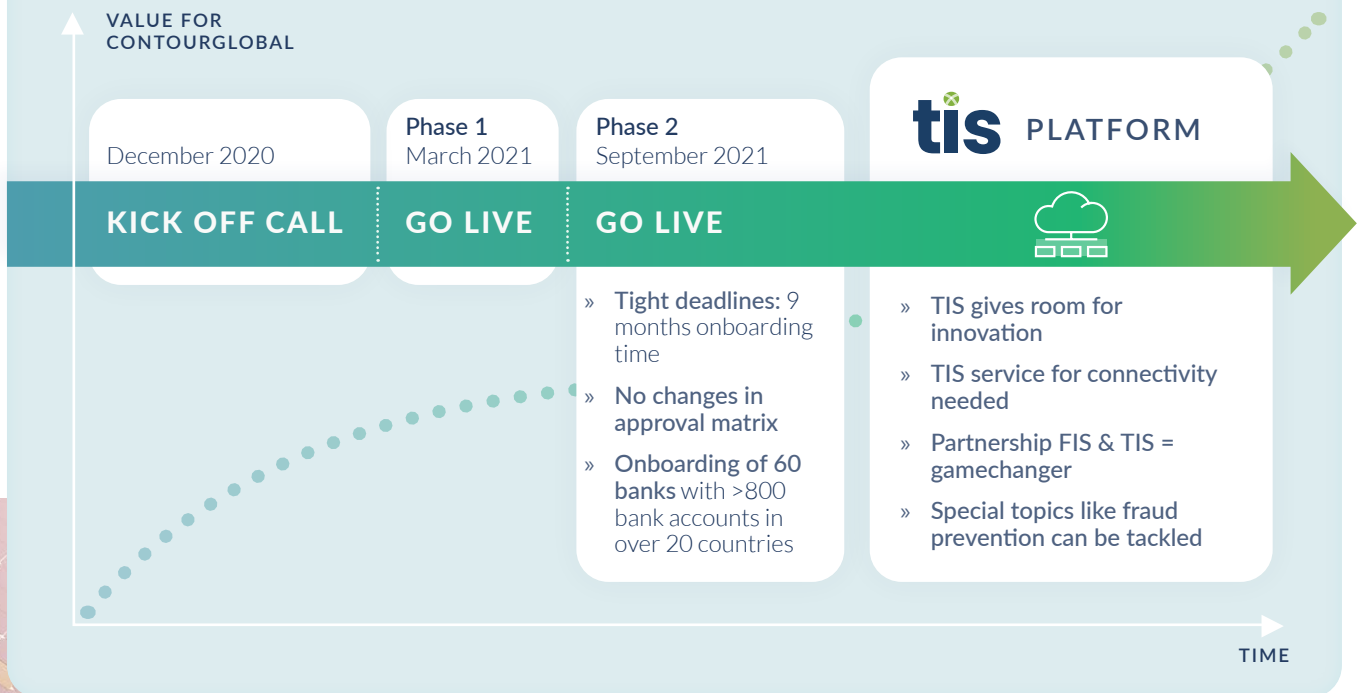 VALUE FOR
CONTOURGLOBAL
December 2020
KICK OFF CALL
Phase 1
March 2021
GO LIVE
Phase 2
September 2021
GO LIVE
» Tight deadlines: 9
months onboarding
time
» No changes in
approval matrix
» Onboarding of 60
banks with >800
bank accounts in
over 20 countries
tis PLATFORM
» TIS gives room for
innovation
» TIS service for connectivity
needed
» Partnership FIS & TIS =
gamechanger
» Special topics like fraud
prevention can be tackled
TIME